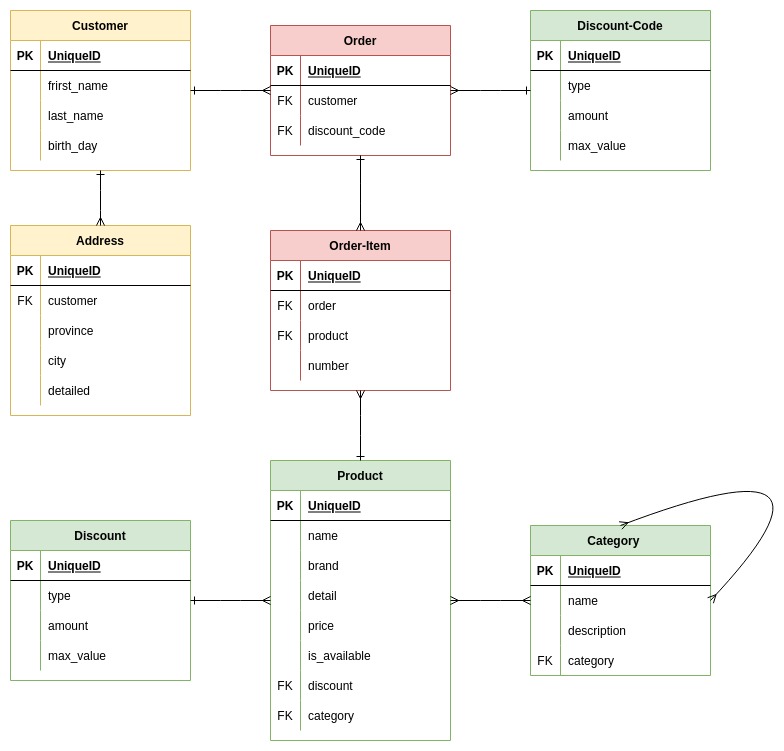 Customer
PK UniqueID
frirst_name
last_name
birth_day
Order
PK UniqueID
FK customer
FK discount_code
Discount-Code
PK UniqueID
type
amount
max_value
Address
PK UniqueID
FK customer
province
city
detailed
Order-Item
PK UniqueID
FK order
FK product
number
Discount
PK UniqueID
type
amount
max_value
Product
PK UniqueID
name
brand
detail
price
is_available
FK discount
FK category
Category
PK UniqueID
name
description
FK category